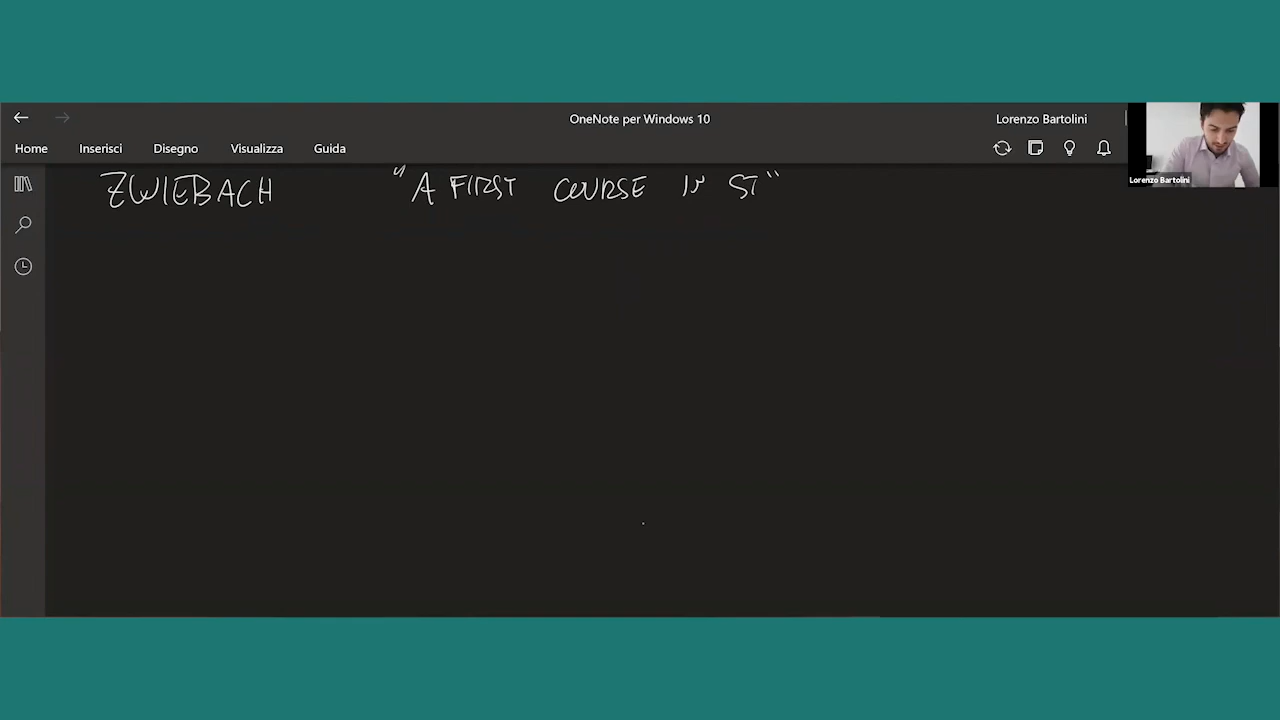 OneNote per Windows 10
Lorenzo Bartolini
Home Inserisci Disegno Visualizza Guida
Lorenzo Bartolini
ZWIEBACH "A FIRST COURSE IN ST"